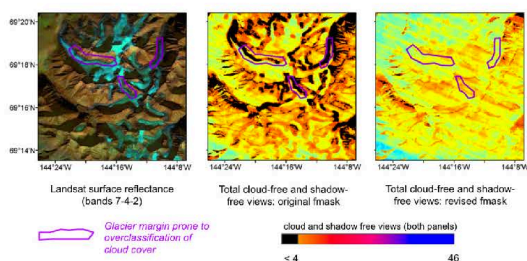 69°20'N
69°18'N
69°16'N
69°14'N
144°24'W 144°16'W 144°8'W
144°24'W 144°16'W 144°8'W
144°24'W 144°16'W 144°8'W
Landsat surface reflectance
(bands 7-4-2)
Total cloud-free and shadow-
free views: original fmask
Total cloud-free and shadow-
free views: revised fmask
Glacier margin prone to
overclassification of
cloud cover
cloud and shadow free views (both panels)
< 4 46